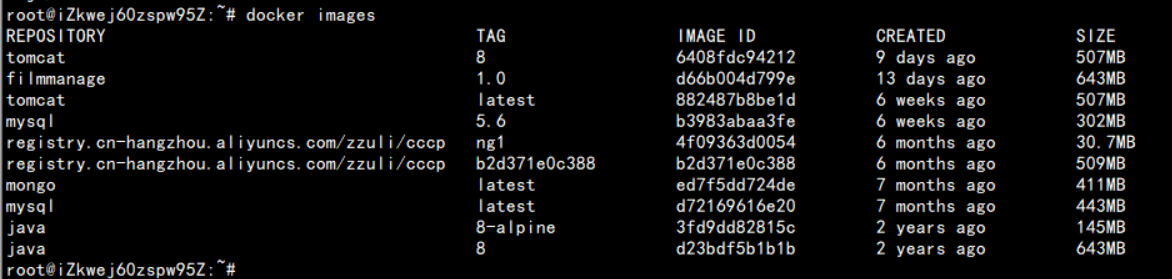 root@iZkwej60zspw95Z:~# docker images
REPOSITORY TAG IMAGE ID CREATED SIZE
tomcat 8 6408fdc94212 9 days ago 507MB
filmmanage 1.0 d66b004d799e 13 days ago 643MB
tomcat latest 882487b8be1d 6 weeks ago 507MB
mysql 5.6 b3983abaa3fe 6 weeks ago 302MB
registry.cn-hangzhou.aliyuncs.com/zzuli/cccp ng1 4f09363d0054 6 months ago 30.7MB
registry.cn-hangzhou.aliyuncs.com/zzuli/cccp b2d371e0c388 b2d371e0c388 6 months ago 509MB
mongo latest ed7f5dd724de 7 months ago 411MB
mysql latest d72169616e20 7 months ago 443MB
java 8-alpine 3fd9dd82815c 2 years ago 145MB
java 8 d23bdf5b1b1b 2 years ago 643MB
root@iZkwej60zspw95Z:~#